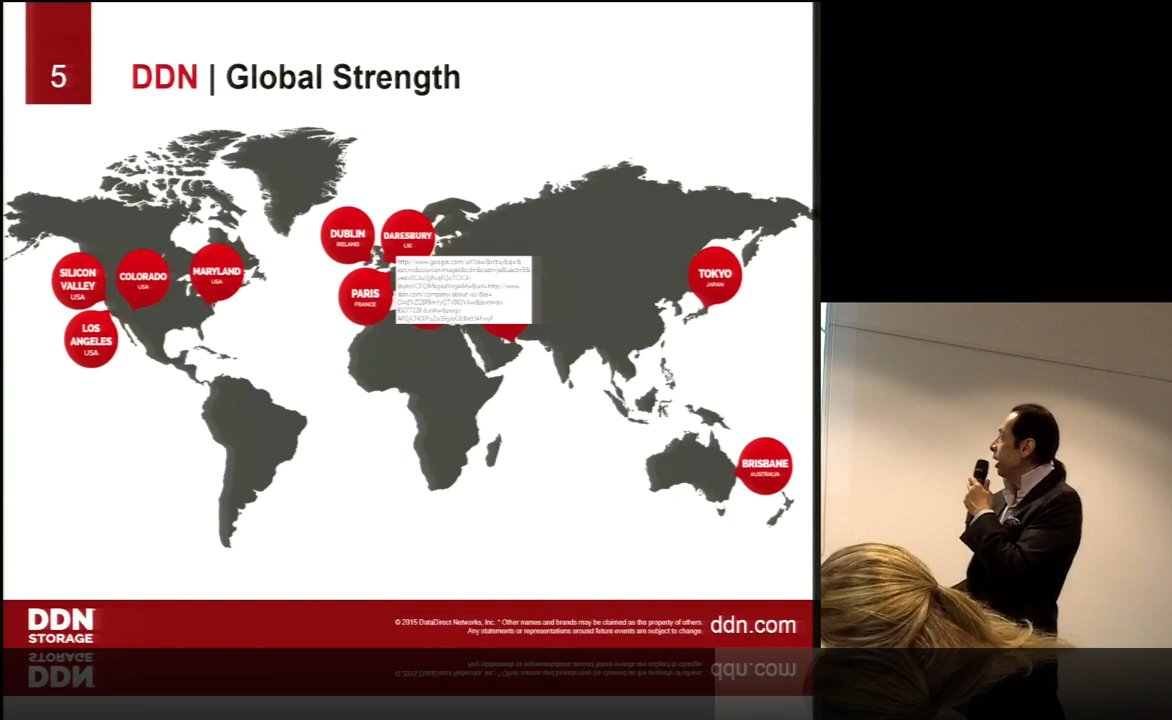 5
DDN | Global Strength
DUBLIN
IRELAND
DARESBURY
UK
SILICON
VALLEY
USA
COLORADO
USA
MARYLAND
USA
PARIS
FRANCE
TOKYO
JAPAN
LOS
ANGELES
USA
BRISBANE
AUSTRALIA
DDN
STORAGE
© 2015 DataDirect Networks, Inc. * Other names and brands may be claimed as the property of others.
Any statements or representations around future events are subject to change.
ddn.com